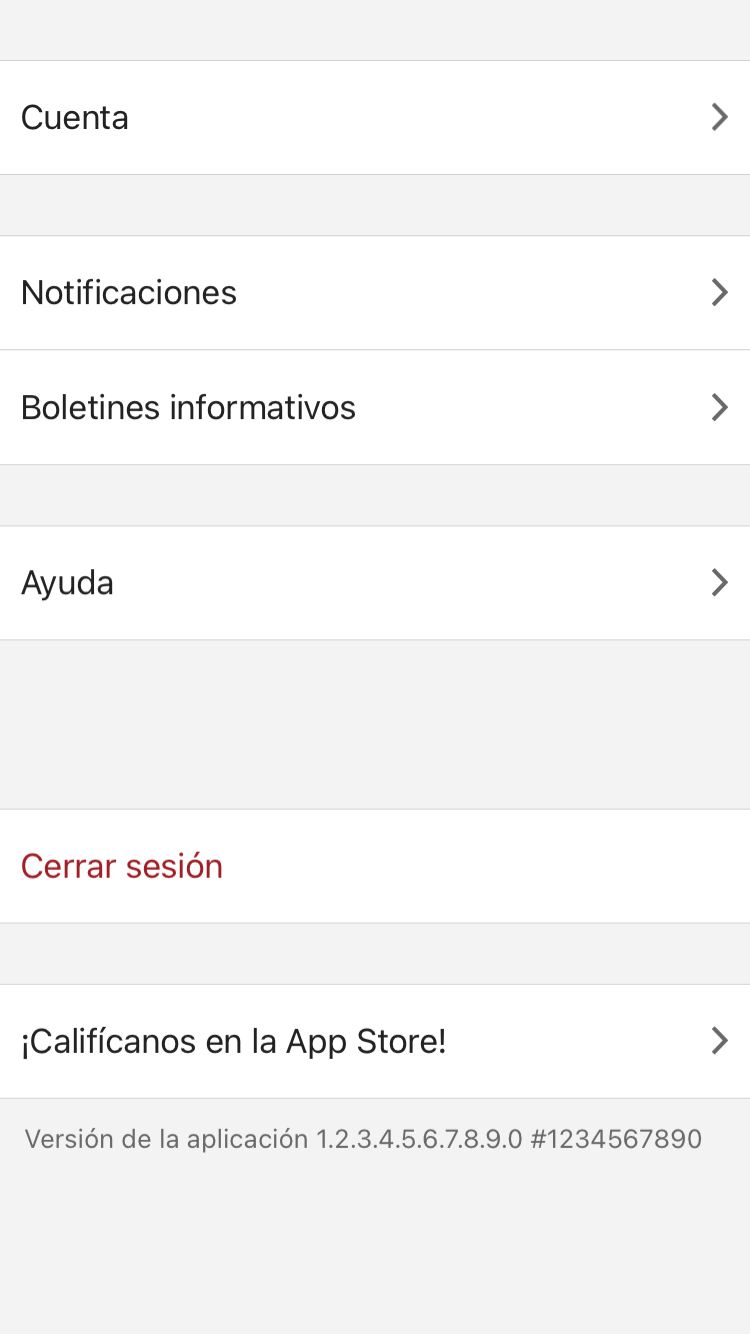 Cuenta
Notificaciones
Boletines informativos
Ayuda
Cerrar sesión
¡Califícanos en la App Store!
Versión de la aplicación 1.2.3.4.5.6.7.8.9.0 #1234567890